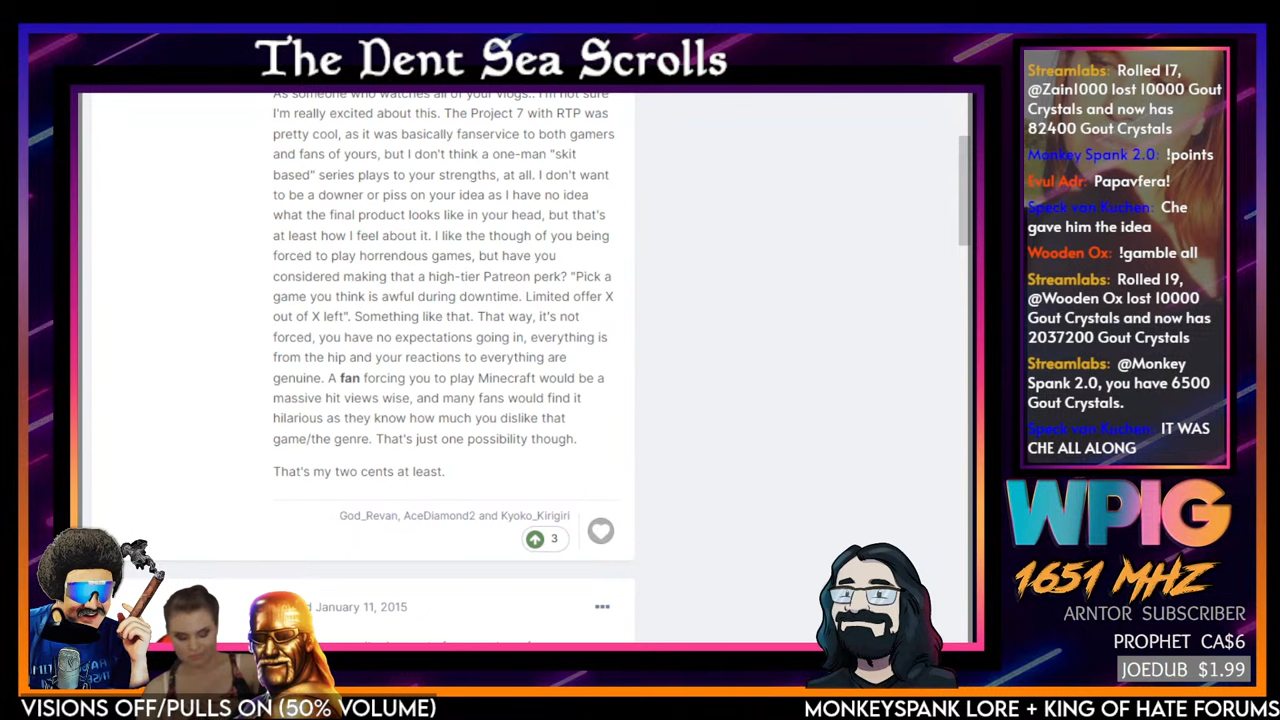 The Dent Sea Scrolls
As someone who watches all of your vlogs.. I'm not sure
I'm really excited about this. The Project 7 with RTP was
pretty cool, as it was basically fanservice to both gamers
and fans of yours, but I don't think a one-man "skit
based" series plays to your strengths, at all. I don't want
to be a downer or piss on your idea as I have no idea
what the final product looks like in your head, but that's
at least how I feel about it. I like the though of you being
forced to play horrendous games, but have you
considered making that a high-tier Patreon perk? "Pick a
game you think is awful during downtime. Limited offer X
out of X left". Something like that. That way, it's not
forced, you have no expectations going in, everything is
from the hip and your reactions to everything are
genuine. A fan forcing you to play Minecraft would be a
massive hit views wise, and many fans would find it
hilarious as they know how much you dislike that
game/the genre. That's just one possibility though.
That's my two cents at least.
God_Revan, AceDiamond2 and Kyoko_Kirigiri
3
January 11, 2015
Streamlabs: Rolled 17,
@Zain1000 lost 10000 Gout
Crystals and now has
82400 Gout Crystals
Monkey Spank 2.0: !points
Evul Adr: Papavfera!
Speck van Kuchen: Che
gave him the idea
Wooden Ox: !gamble all
Streamlabs: Rolled 19,
@Wooden Ox lost 10000
Gout Crystals and now has
2037200 Gout Crystals
Streamlabs: @Monkey
Spank 2.0, you have 6500
Gout Crystals.
Speck van Kuchen: IT WAS
CHE ALL ALONG
WPIG
1651 MHZ
ARNTOR SUBSCRIBER
PROPHET CA$6
JOEDUB $1.99
VISIONS OFF/PULLS ON (50% VOLUME)
MONKEYSPANK LORE + KING OF HATE FORUMS